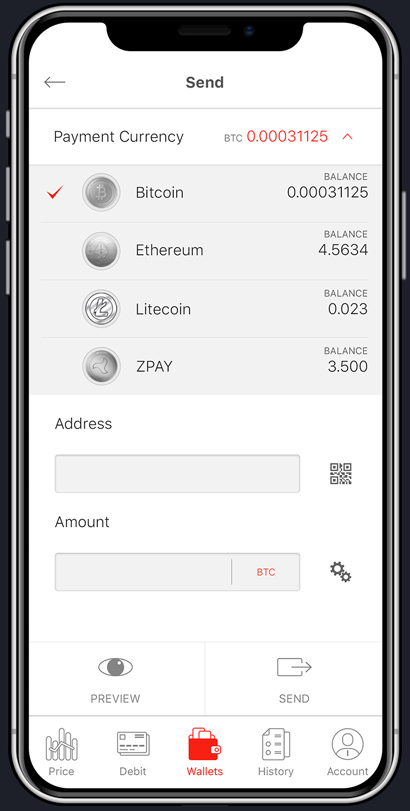 Send
Payment Currency BTC 0.00031125
BALANCE
Bitcoin 0.00031125
BALANCE
Ethereum 4.5634
BALANCE
Litecoin 0.023
BALANCE
ZPAY 3.500
Address
Amount
BTC
PREVIEW SEND
Price Debit Wallets History Account